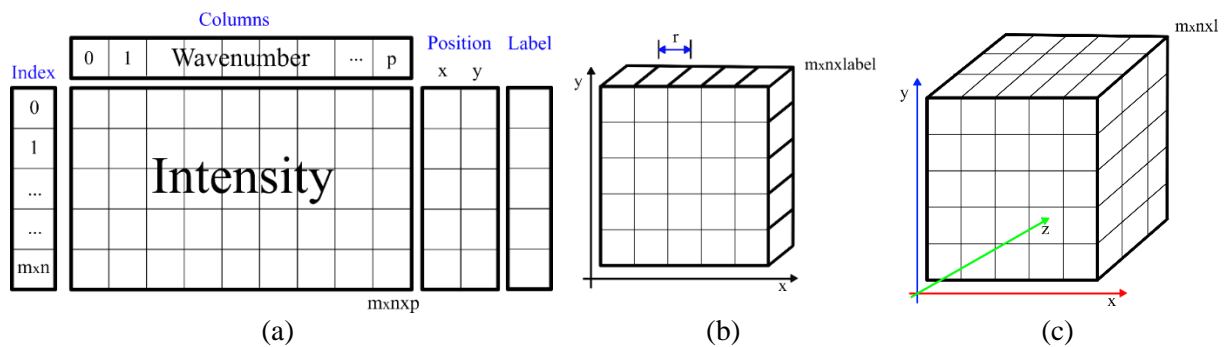 Columns
Position Label
0 1 Wavenumber ... p
x y
Index
0
1
...
...
mxn
Intensity
mxnxp
(a)
r
mxnxlabel
y
x
(b)
mxnxl
y
z
x
(c)